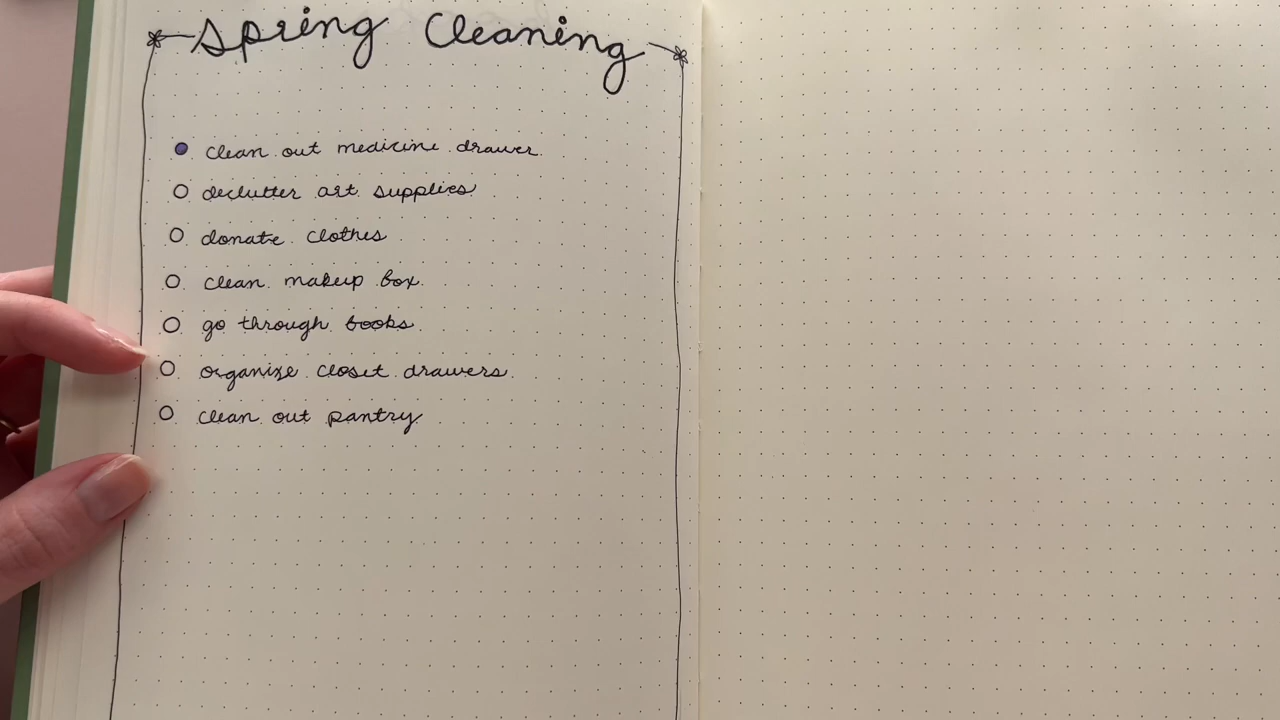 Spring Cleaning
clean out medicine drawer
declutter art supplies
donate clothes
clean makeup box
go through books
organize closet drawers
clean out pantry